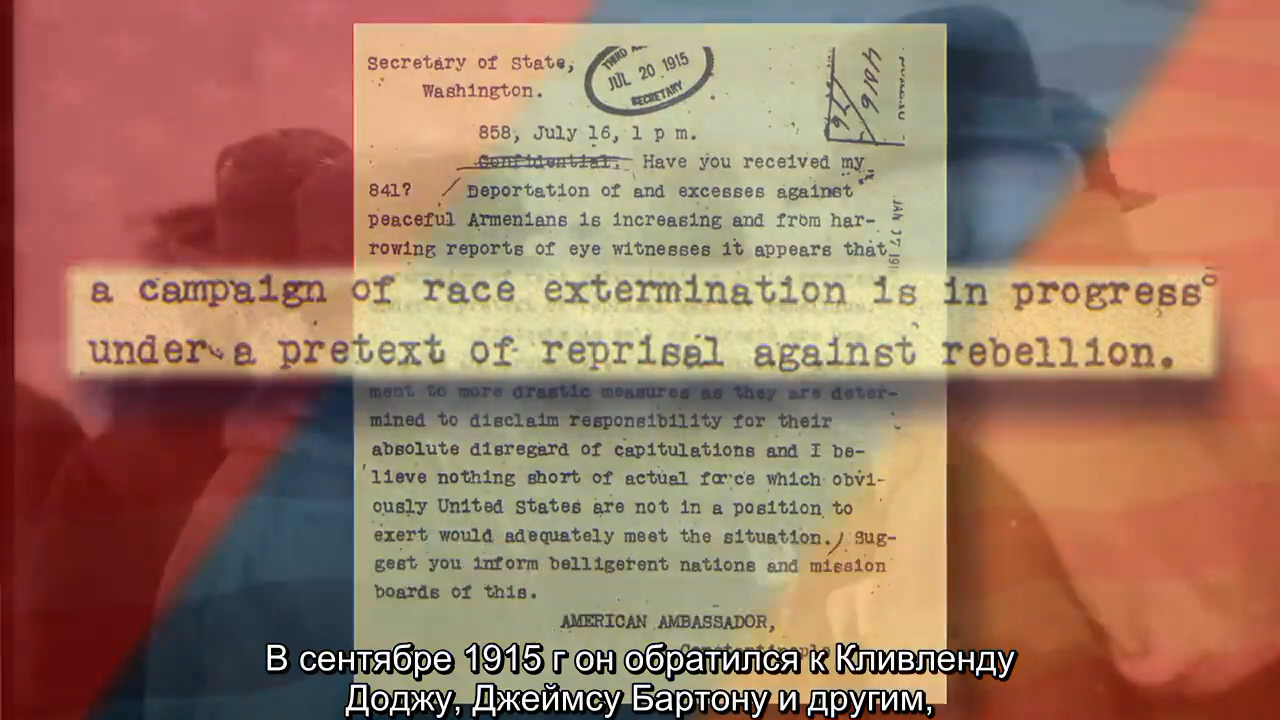 Secretary of State,
Washington.
JUL 20 1915
SECRETARY
858, July 16, 1 p m.
Confidential. Have you received my
841? Deportation of and excesses against
peaceful Armenians is increasing and from har-
rowing reports of eye witnesses it appears that
a campaign of race extermination is in progress
under a pretext of reprisal against rebellion.
ment to more drastic measures as they are deter-
mined to disclaim responsibility for their
absolute disregard of capitulations and I be-
lieve nothing short of actual force which obvi-
ously United States are not in a position to
exert would adequately meet the situation. Sug-
gest you inform belligerent nations and mission
boards of this.
AMERICAN AMBASSADOR,
В сентябре 1915 г он обратился к Кливленду
Доджу, Джеймсу Бартону и другим,